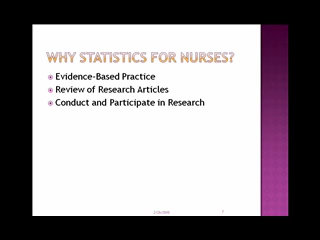 WHY STATISTICS FOR NURSES?
Evidence-Based Practice
Review of Research Articles
Conduct and Participate in Research